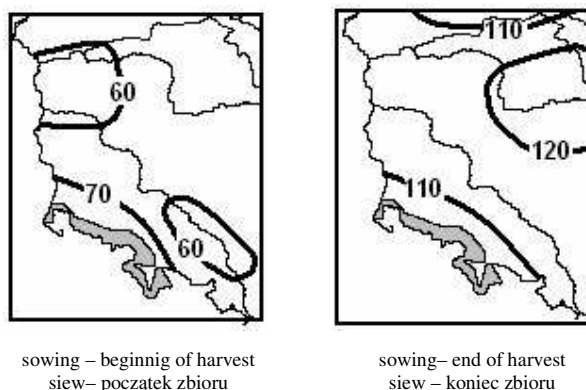 60
70
60
110
120
110
sowing – beginnig of harvest
siew– poczatek zbioru
sowing– end of harvest
siew – koniec zbioru